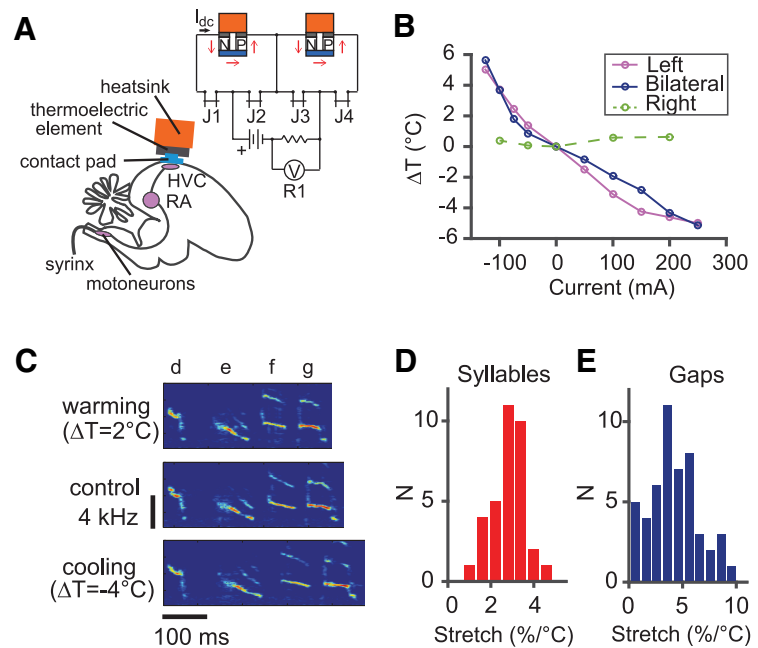 A
I dc
N P
N P
J1 J2 J3 J4
+
V
R1
heatsink
thermoelectric
element
contact pad
HVC
RA
syrinx
motoneurons
B
6
4
2
0
-2
-4
-6
ΔT (°C)
Left
Bilateral
Right
-100 0 100 200 300
Current (mA)
C
d e f g
warming
(ΔT=2°C)
control
4 kHz
cooling
(ΔT=-4°C)
100 ms
D
Syllables
10
5
0
N
0 2 4
Stretch (%/°C)
E
Gaps
10
5
0
N
0 5 10
Stretch (%/°C)